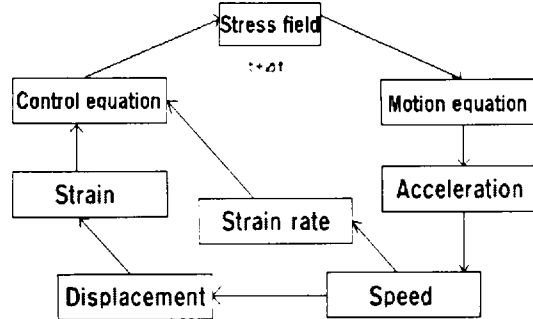 Stress field
t+⊿t
Control equation
Motion equation
Strain
Strain rate
Acceleration
Displacement
Speed